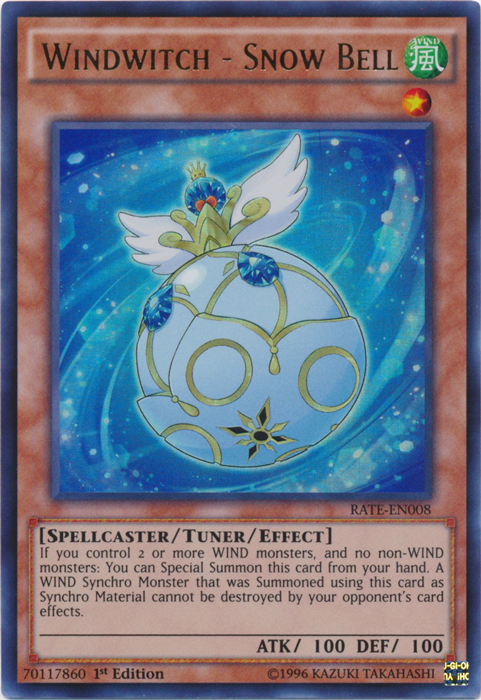 WINDWITCH - SNOW BELL
WIND
風
RATE-EN008
[SPELLCASTER/TUNER/EFFECT]
If you control 2 or more WIND monsters, and no non-WIND
monsters: You can Special Summon this card from your hand. A
WIND Synchro Monster that was Summoned using this card as
Synchro Material cannot be destroyed by your opponent's card
effects.
ATK/ 100 DEF/ 100
70117860 1st Edition ©1996 KAZUKI TAKAHASHI